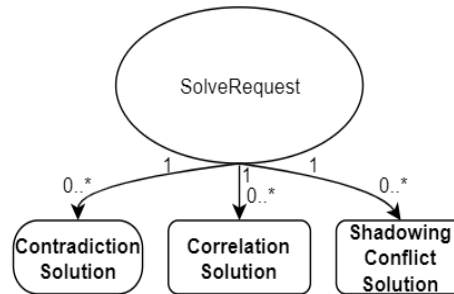 SolveRequest
1
1
1
0..*
0..*
0..*
Contradiction
Solution
Correlation
Solution
Shadowing
Conflict
Solution